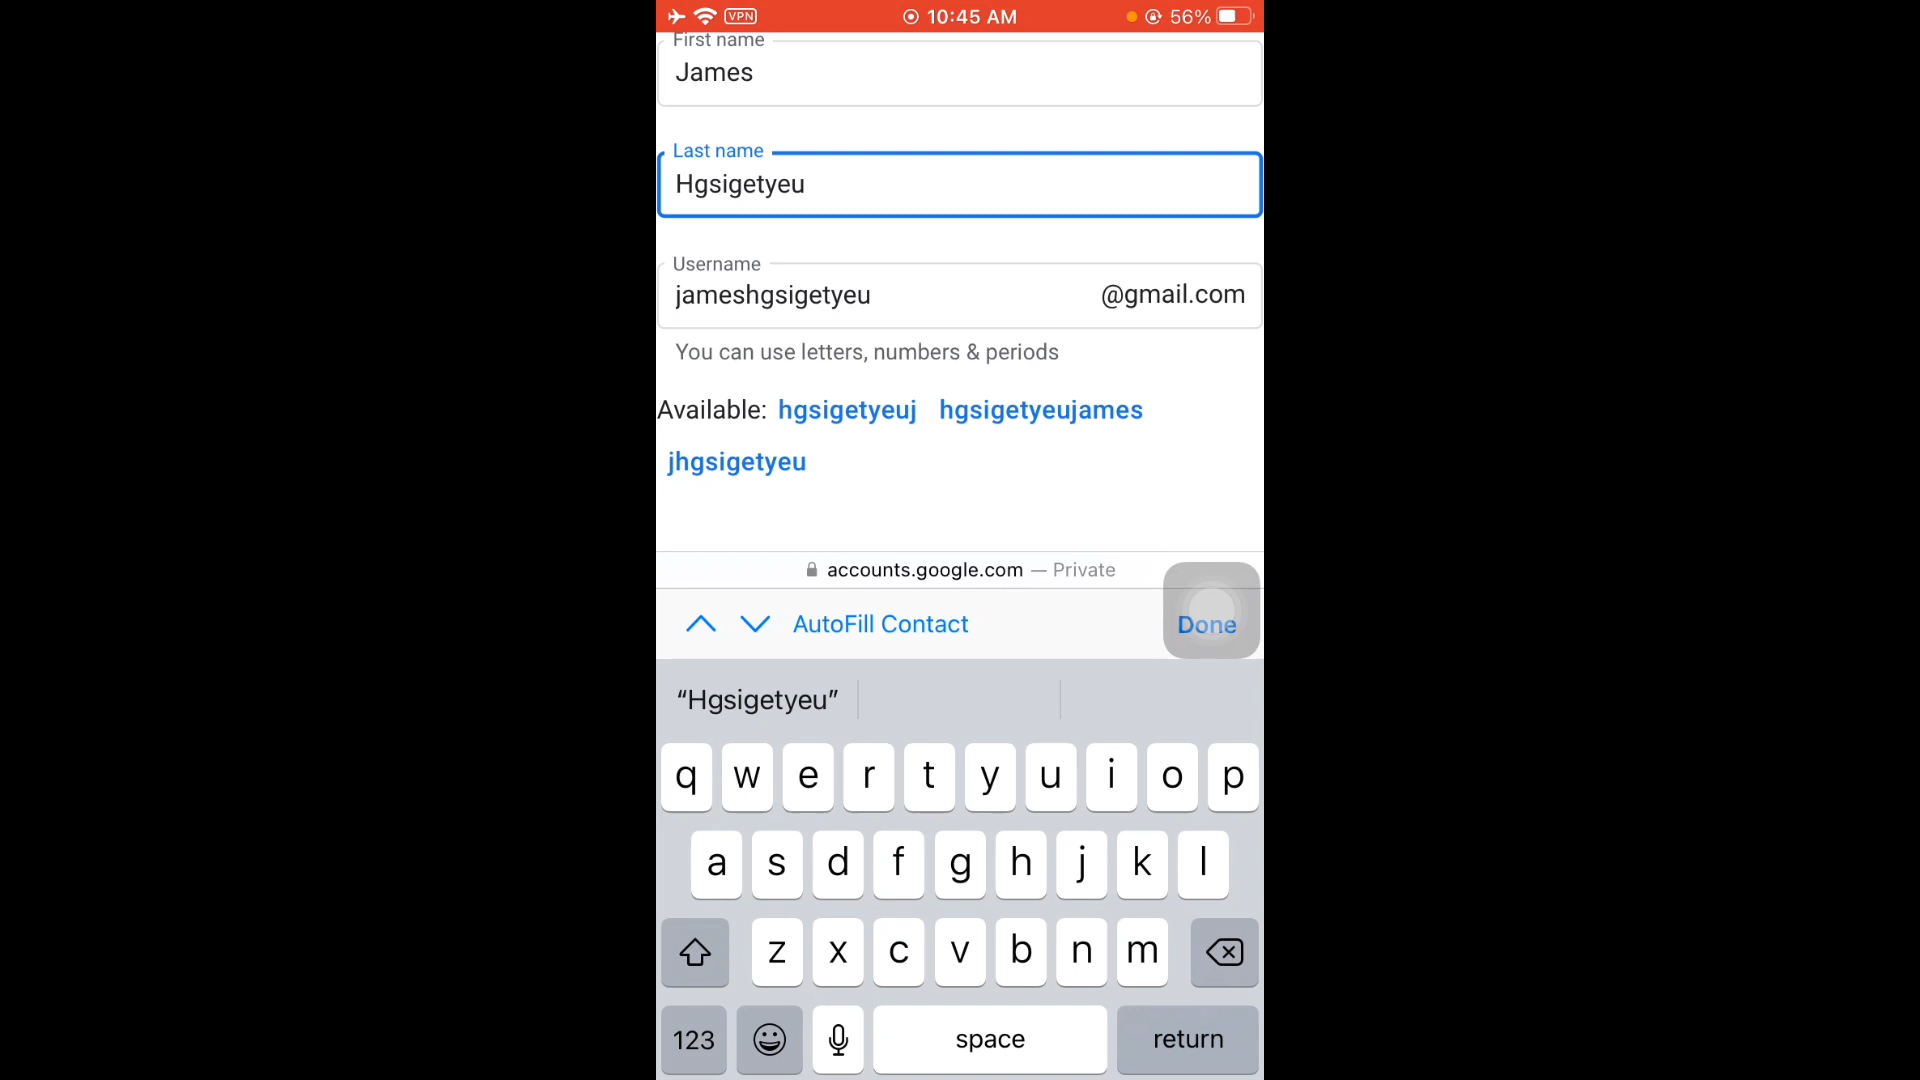 VPN 10:45 AM 56%
First name
James
Last name
Hgsigetyeu
Username
jameshgsigetyeu @gmail.com
You can use letters, numbers & periods
Available: hgsigetyeuj hgsigetyeujames
jhgsigetyeu
accounts.google.com — Private
AutoFill Contact Done
“Hgsigetyeu”
q w e r t y u i o p
a s d f g h j k l
z x c v b n m
123 space return